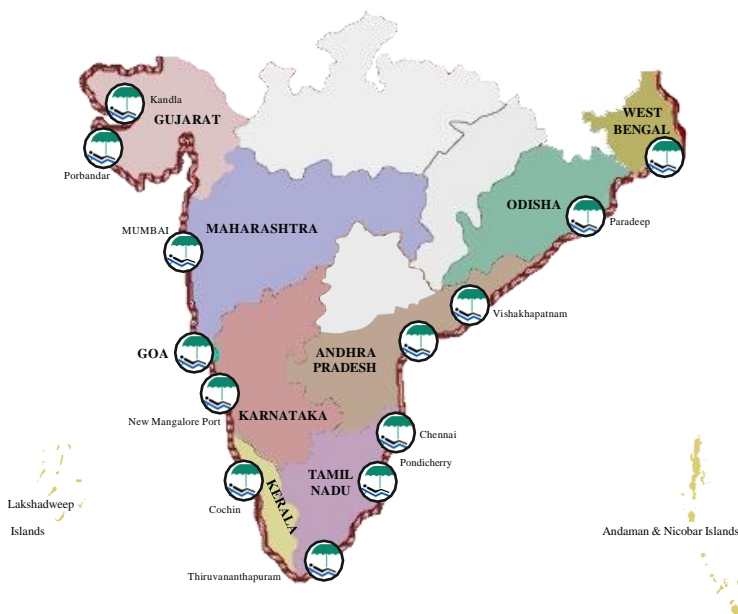 Kandla
GUJARAT
WEST
BENGAL
Porbandar
ODISHA
Paradeep
MUMBAI
MAHARASHTRA
Vishakhapatnam
GOA
ANDHRA
PRADESH
New Mangalore Port
KARNATAKA
Chennai
Pondicherry
TAMIL
NADU
KERALA
Cochin
Lakshadweep
Islands
Andaman & Nicobar Islands
Thiruvananthapuram